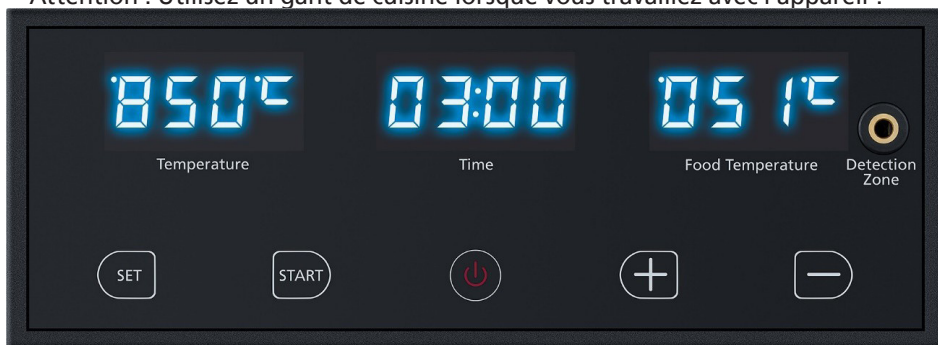 Attention : Utilisez un gant de cuisine lorsque vous travaillez avec l'appareil !
850°C 03:00 051°C
Temperature Time Food Temperature Detection
Zone
SET START